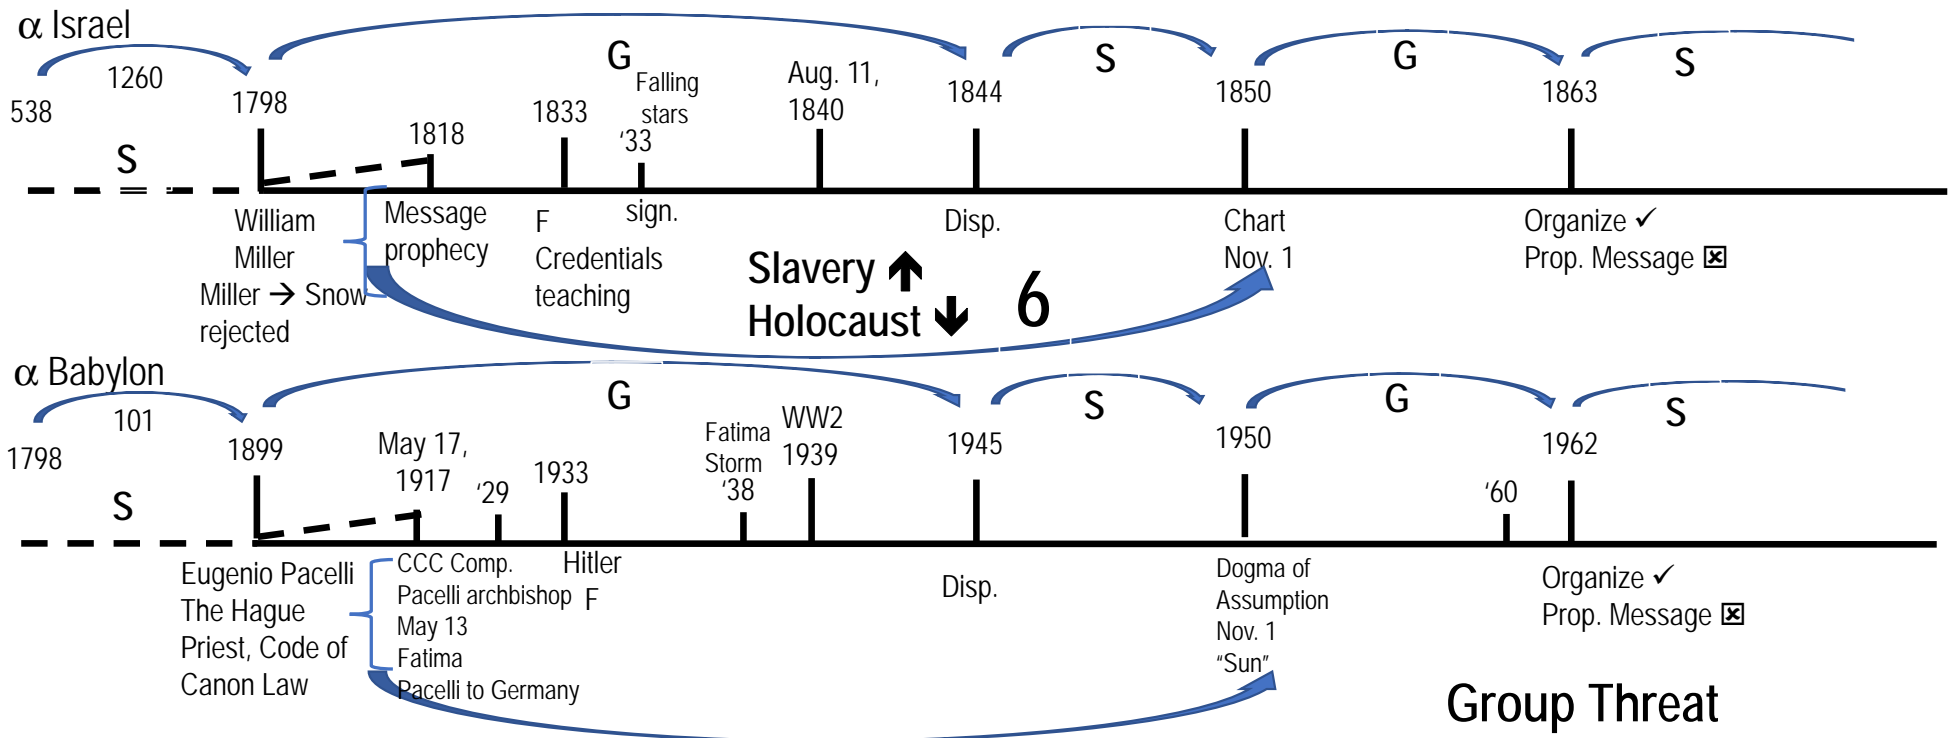 α Israel
1260
538
S
1798
G
1818
1833
Falling
stars
‘33
Aug. 11,
1840
1844
S
1850
G
1863
S
William
Miller
Miller → Snow
rejected
Message
prophecy
F
Credentials
teaching
sign.
Slavery ↑
Holocaust ↓
6
Disp.
Chart
Nov. 1
Organize ✓
Prop. Message ☒
α Babylon
101
1798
S
1899
G
May 17,
1917
‘29
1933
Fatima
Storm
‘38
WW2
1939
1945
S
1950
G
‘60
1962
S
Eugenio Pacelli
The Hague
Priest, Code of
Canon Law
CCC Comp.
Pacelli archbishop
May 13
Fatima
Pacelli to Germany
Hitler
F
Disp.
Dogma of
Assumption
Nov. 1
“Sun”
Organize ✓
Prop. Message ☒
Group Threat